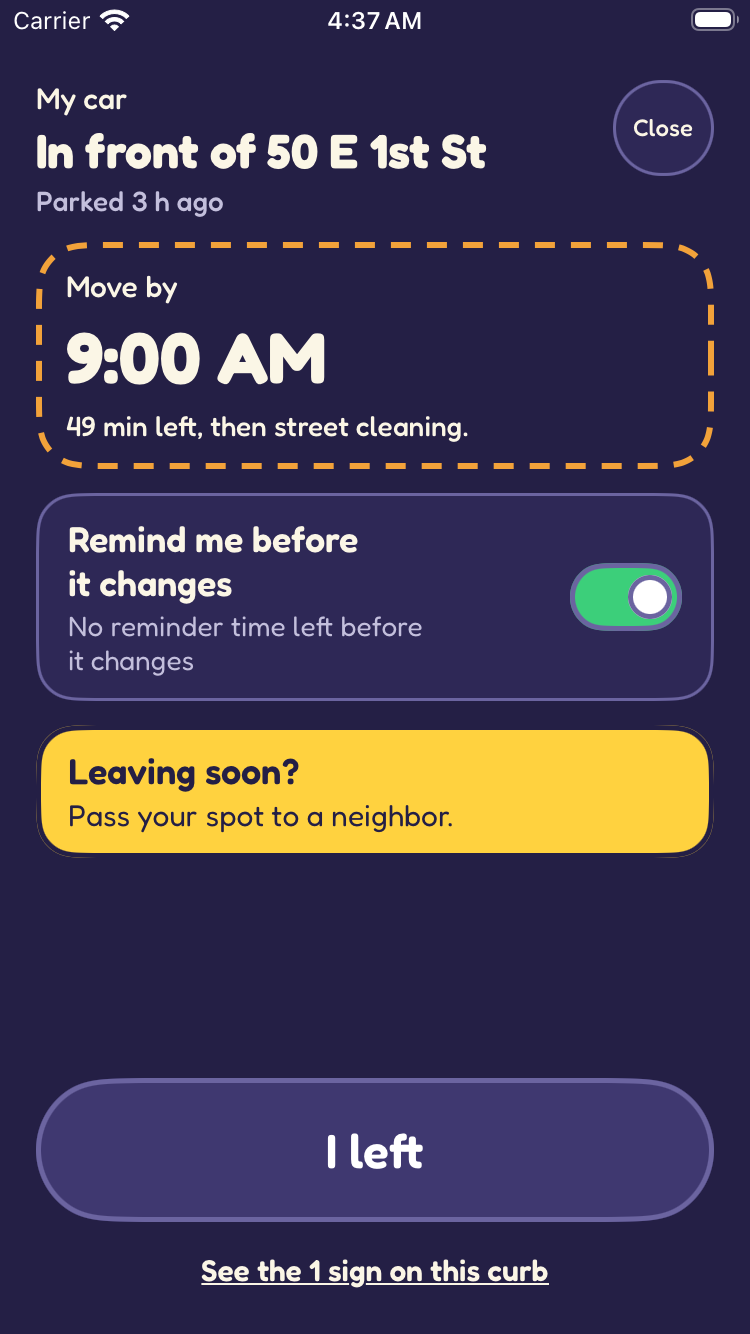 Carrier
4:37 AM
My car
In front of 50 E 1st St
Parked 3 h ago
Close
Move by
9:00 AM
49 min left, then street cleaning.
Remind me before
it changes
No reminder time left before
it changes
Leaving soon?
Pass your spot to a neighbor.
I left
See the 1 sign on this curb